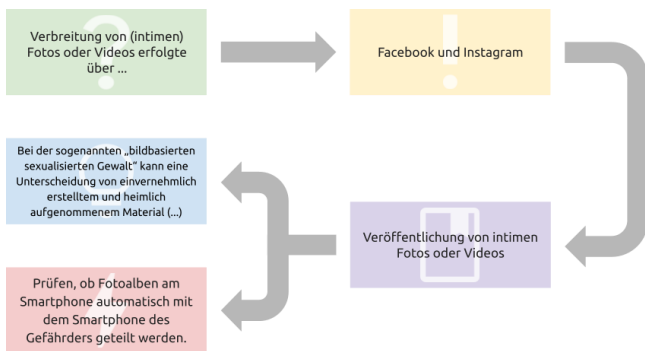 Verbreitung von (intimen)
Fotos oder Videos erfolgte
über ...
Facebook und Instagram
Bei der sogenannten „bildbasierten
sexualisierten Gewalt“ kann eine
Unterscheidung von einvernehmlich
erstelltem und heimlich
aufgenommenem Material (...)
Veröffentlichung von intimen
Fotos oder Videos
Prüfen, ob Fotoalben am
Smartphone automatisch mit
dem Smartphone des
Gefährders geteilt werden.